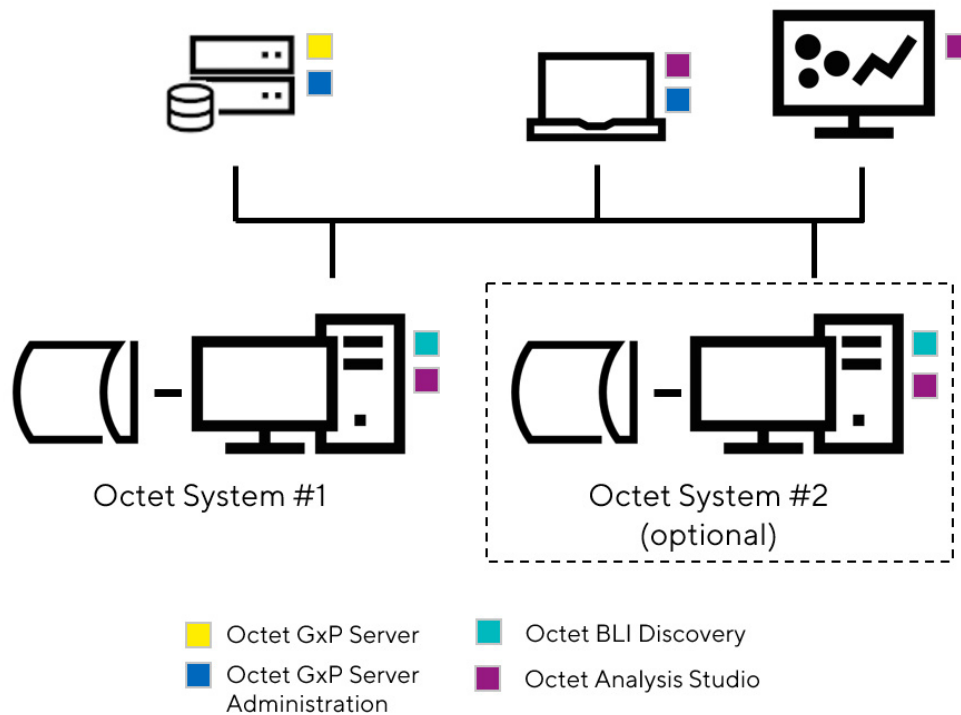 Octet System #1
Octet System #2
(optional)
Octet GxP Server
Octet BLI Discovery
Octet GxP Server
Administration
Octet Analysis Studio